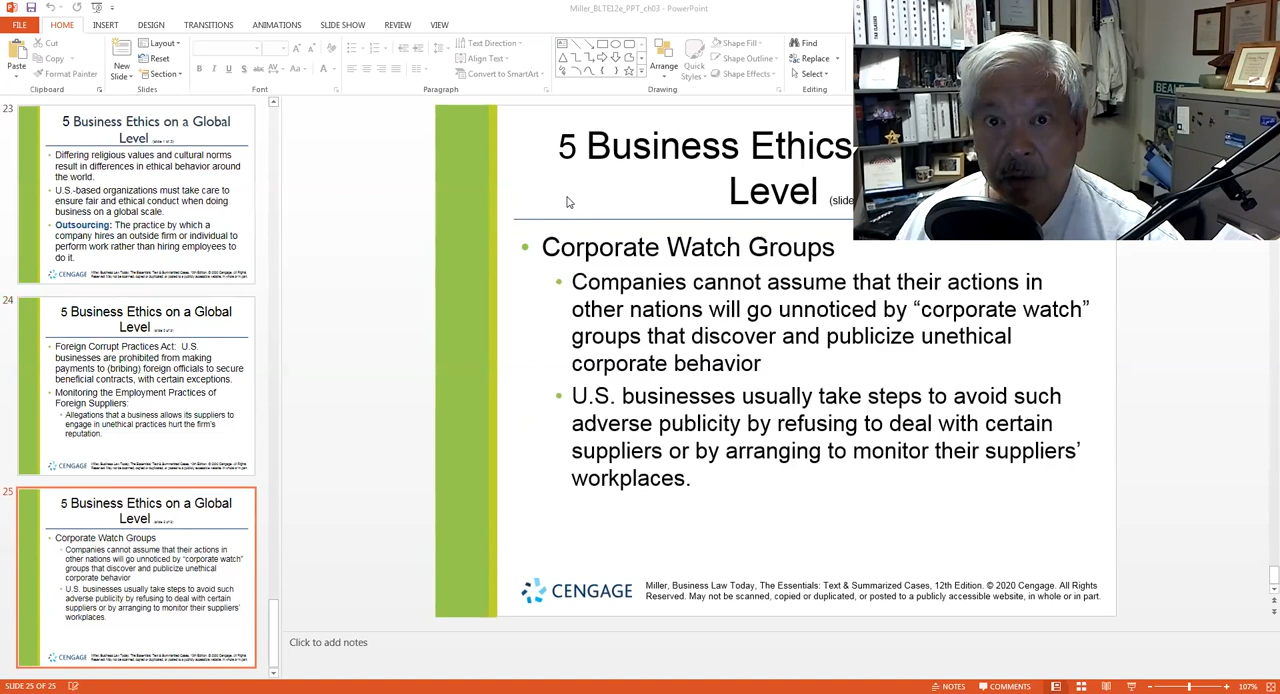 Miller_BLTE12e_PPT_ch03 - PowerPoint
FILE HOME INSERT DESIGN TRANSITIONS ANIMATIONS SLIDE SHOW REVIEW VIEW
Paste
Cut
Copy
Format Painter
Clipboard
New
Slide
Layout
Reset
Section
Slides
B I U S abc AV Aa A
Font
Text Direction
Align Text
Convert to SmartArt
Paragraph
Arrange
Quick
Styles
Shape Fill
Shape Outline
Shape Effects
Drawing
Find
Replace
Select
Editing
23
5 Business Ethics on a Global
Level (slide 1 of 3)
Differing religious values and cultural norms
result in differences in ethical behavior around
the world.
U.S.-based organizations must take care to
ensure fair and ethical conduct when doing
business on a global scale.
Outsourcing: The practice by which a
company hires an outside firm or individual to
perform work rather than hiring employees to
do it.
CENGAGE
24
5 Business Ethics on a Global
Level
Foreign Corrupt Practices Act: U.S.
businesses are prohibited from making
payments to (bribing) foreign officials to secure
beneficial contracts, with certain exceptions.
Monitoring the Employment Practices of
Foreign Suppliers:
Allegations that a business allows its suppliers to
engage in unethical practices hurt the firm's
reputation.
CENGAGE
25
5 Business Ethics on a Global
Level
Corporate Watch Groups
Companies cannot assume that their actions in
other nations will go unnoticed by “corporate watch”
groups that discover and publicize unethical
corporate behavior
U.S. businesses usually take steps to avoid such
adverse publicity by refusing to deal with certain
suppliers or by arranging to monitor their suppliers’
workplaces.
CENGAGE
5 Business Ethics
Level (slide
Corporate Watch Groups
Companies cannot assume that their actions in
other nations will go unnoticed by “corporate watch”
groups that discover and publicize unethical
corporate behavior
U.S. businesses usually take steps to avoid such
adverse publicity by refusing to deal with certain
suppliers or by arranging to monitor their suppliers’
workplaces.
CENGAGE
Miller, Business Law Today, The Essentials: Text & Summarized Cases, 12th Edition. © 2020 Cengage. All Rights
Reserved. May not be scanned, copied or duplicated, or posted to a publicly accessible website, in whole or in part.
Click to add notes
SLIDE 25 OF 25
NOTES COMMENTS 107%